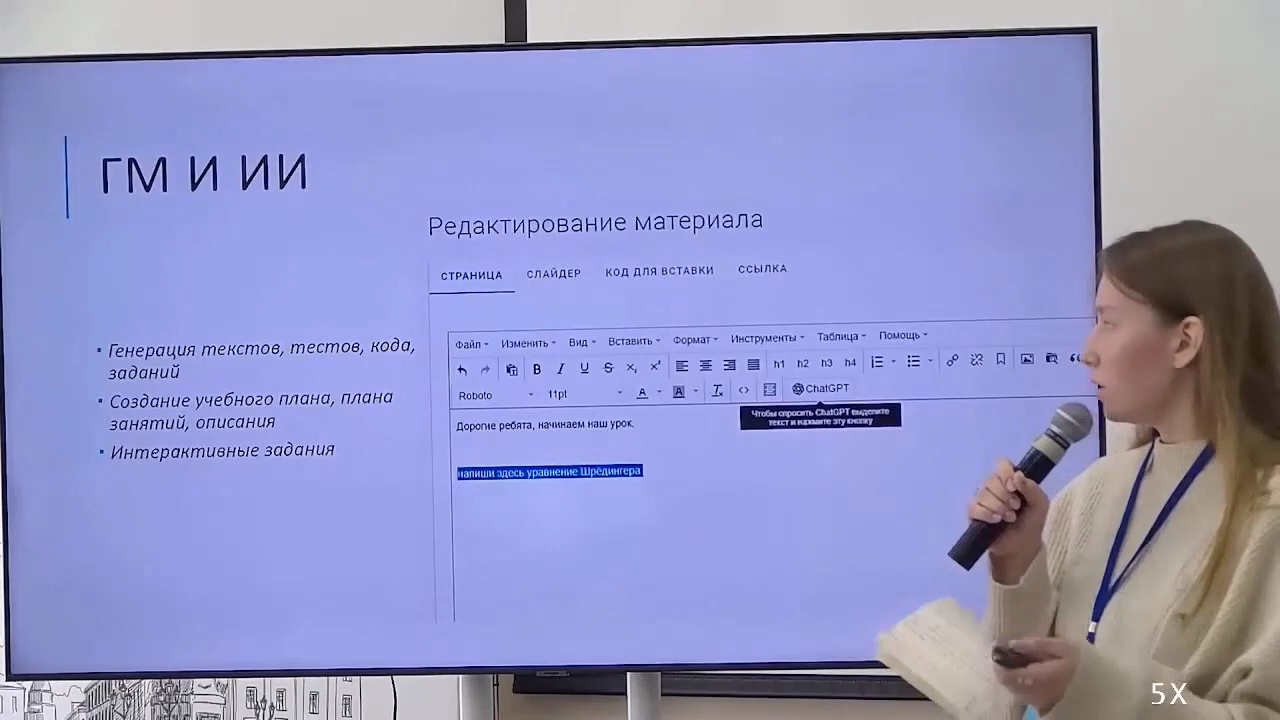 ГМ И ИИ
Редактирование материала
СТРАНИЦА СЛАЙДЕР КОД ДЛЯ ВСТАВКИ ССЫЛКА
Генерация текстов, тестов, кода,
заданий
Создание учебного плана, плана
занятий, описания
Интерактивные задания
Файл Изменить Вид Вставить Формат Инструменты Таблица Помощь
B I U S x₂ x² h1 h2 h3 h4
Roboto 11pt A A ChatGPT
Чтобы спросить ChatGPT выделите
текст и нажмите эту кнопку
Дорогие ребята, начинаем наш урок.
напиши здесь уравнение Шрёдингера
5X